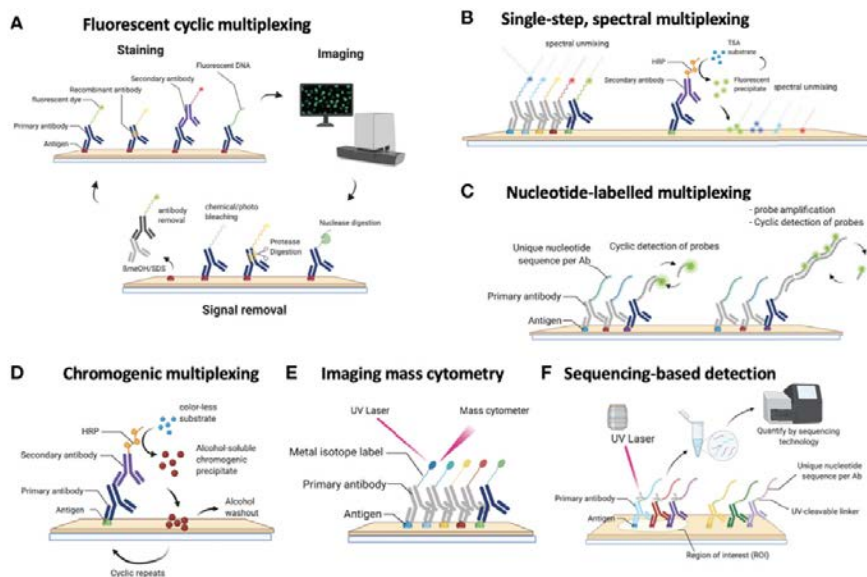 A
Fluorescent cyclic multiplexing
Staining
Imaging
Fluorescent DNA
Secondary antibody
Recombinant antibody
fluorescent dye
Primary antibody
Antigen
antibody
removal
chemical/photo
bleaching
Nuclease digestion
Protease
Digestion
BmeOH/SDS
Signal removal
B
Single-step, spectral multiplexing
spectral unmixing
HRP
TSA
substrate
Secondary antibody
Fluorescent
precipitate
spectral unmixing
C
Nucleotide-labelled multiplexing
- probe amplification
- Cyclic detection of probes
Unique nucleotide
sequence per Ab
Cyclic detection of probes
Primary antibody
Antigen
D
Chromogenic multiplexing
color-less
substrate
HRP
Alcohol-soluble
chromogenic
precipitate
Secondary antibody
Primary antibody
Antigen
Alcohol
washout
Cyclic repeats
E
Imaging mass cytometry
UV Laser
Mass cytometer
Metal isotope label
Primary antibody
Antigen
F
Sequencing-based detection
UV Laser
Quantify by sequencing
technology
Unique nucleotide
sequence per Ab
Primary antibody
Antigen
UV-cleavable linker
Region of interest (ROI)